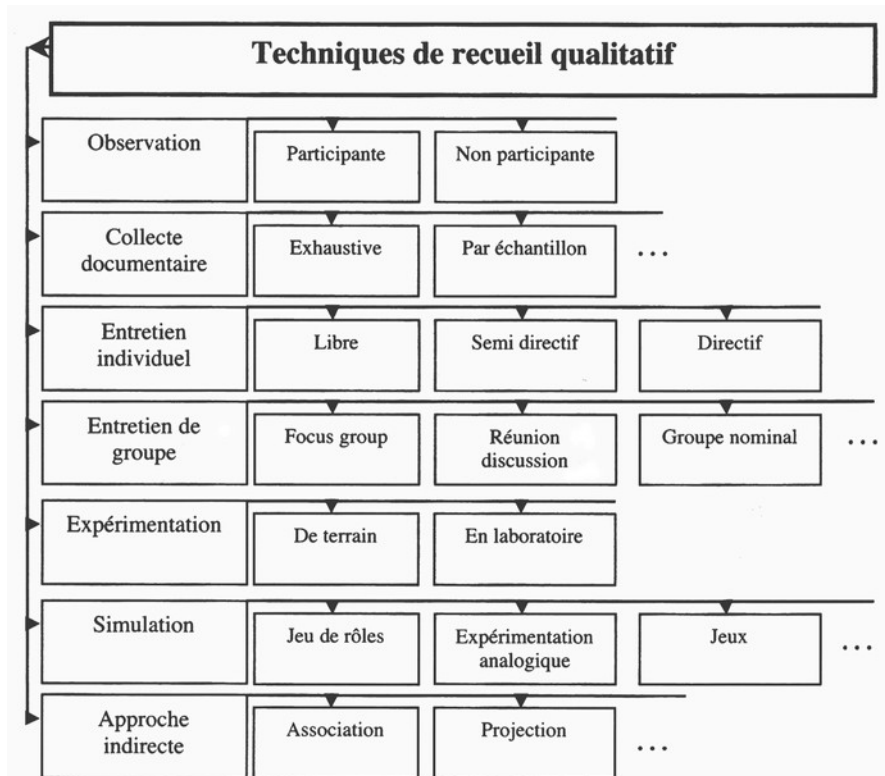 Techniques de recueil qualitatif
Observation
Participante
Non participante
Collecte
documentaire
Exhaustive
Par échantillon
...
Entretien
individuel
Libre
Semi directif
Directif
Entretien de
groupe
Focus group
Réunion
discussion
Groupe nominal
...
Expérimentation
De terrain
En laboratoire
Simulation
Jeu de rôles
Expérimentation
analogique
Jeux
...
Approche
indirecte
Association
Projection
...